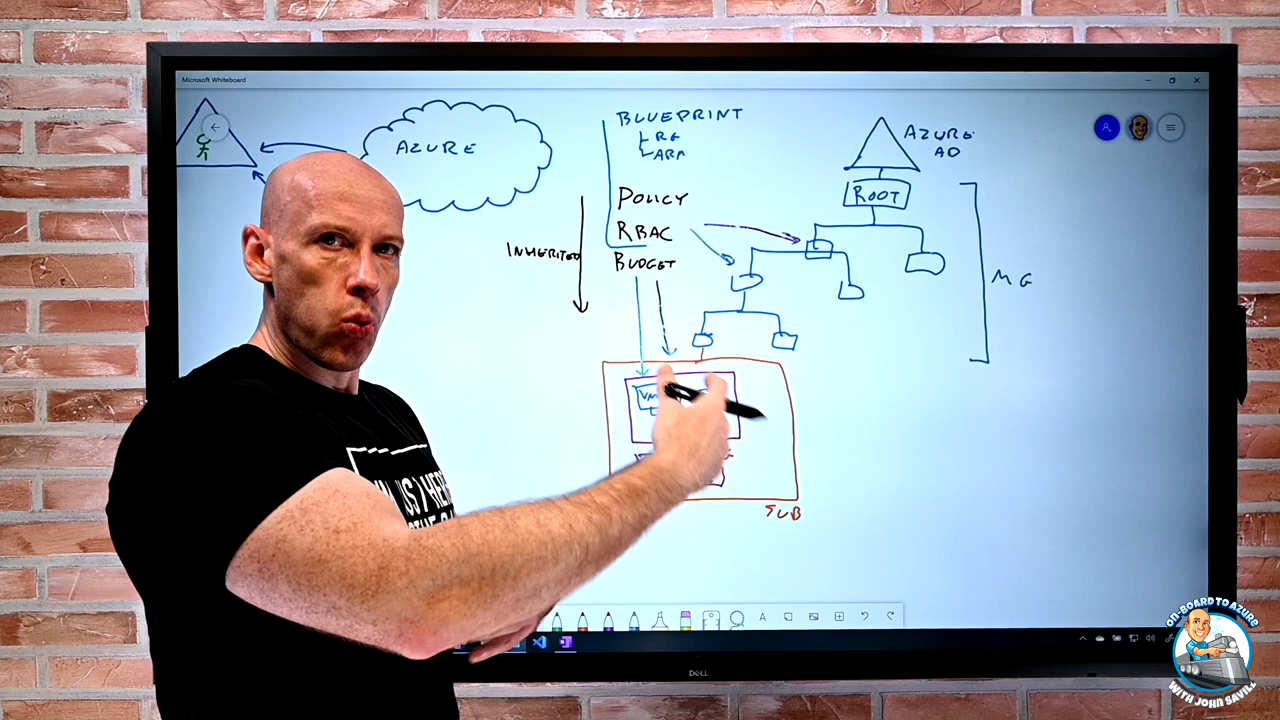 Microsoft Whiteboard
AZURE
BLUEPRINT
RG
ARM
POLICY
RBAC
BUDGET
INHERITED
AZURE
AD
ROOT
MG
VM
SUB
A
DELL
ON-BOARD TO AZURE
WITH JOHN SAVILL